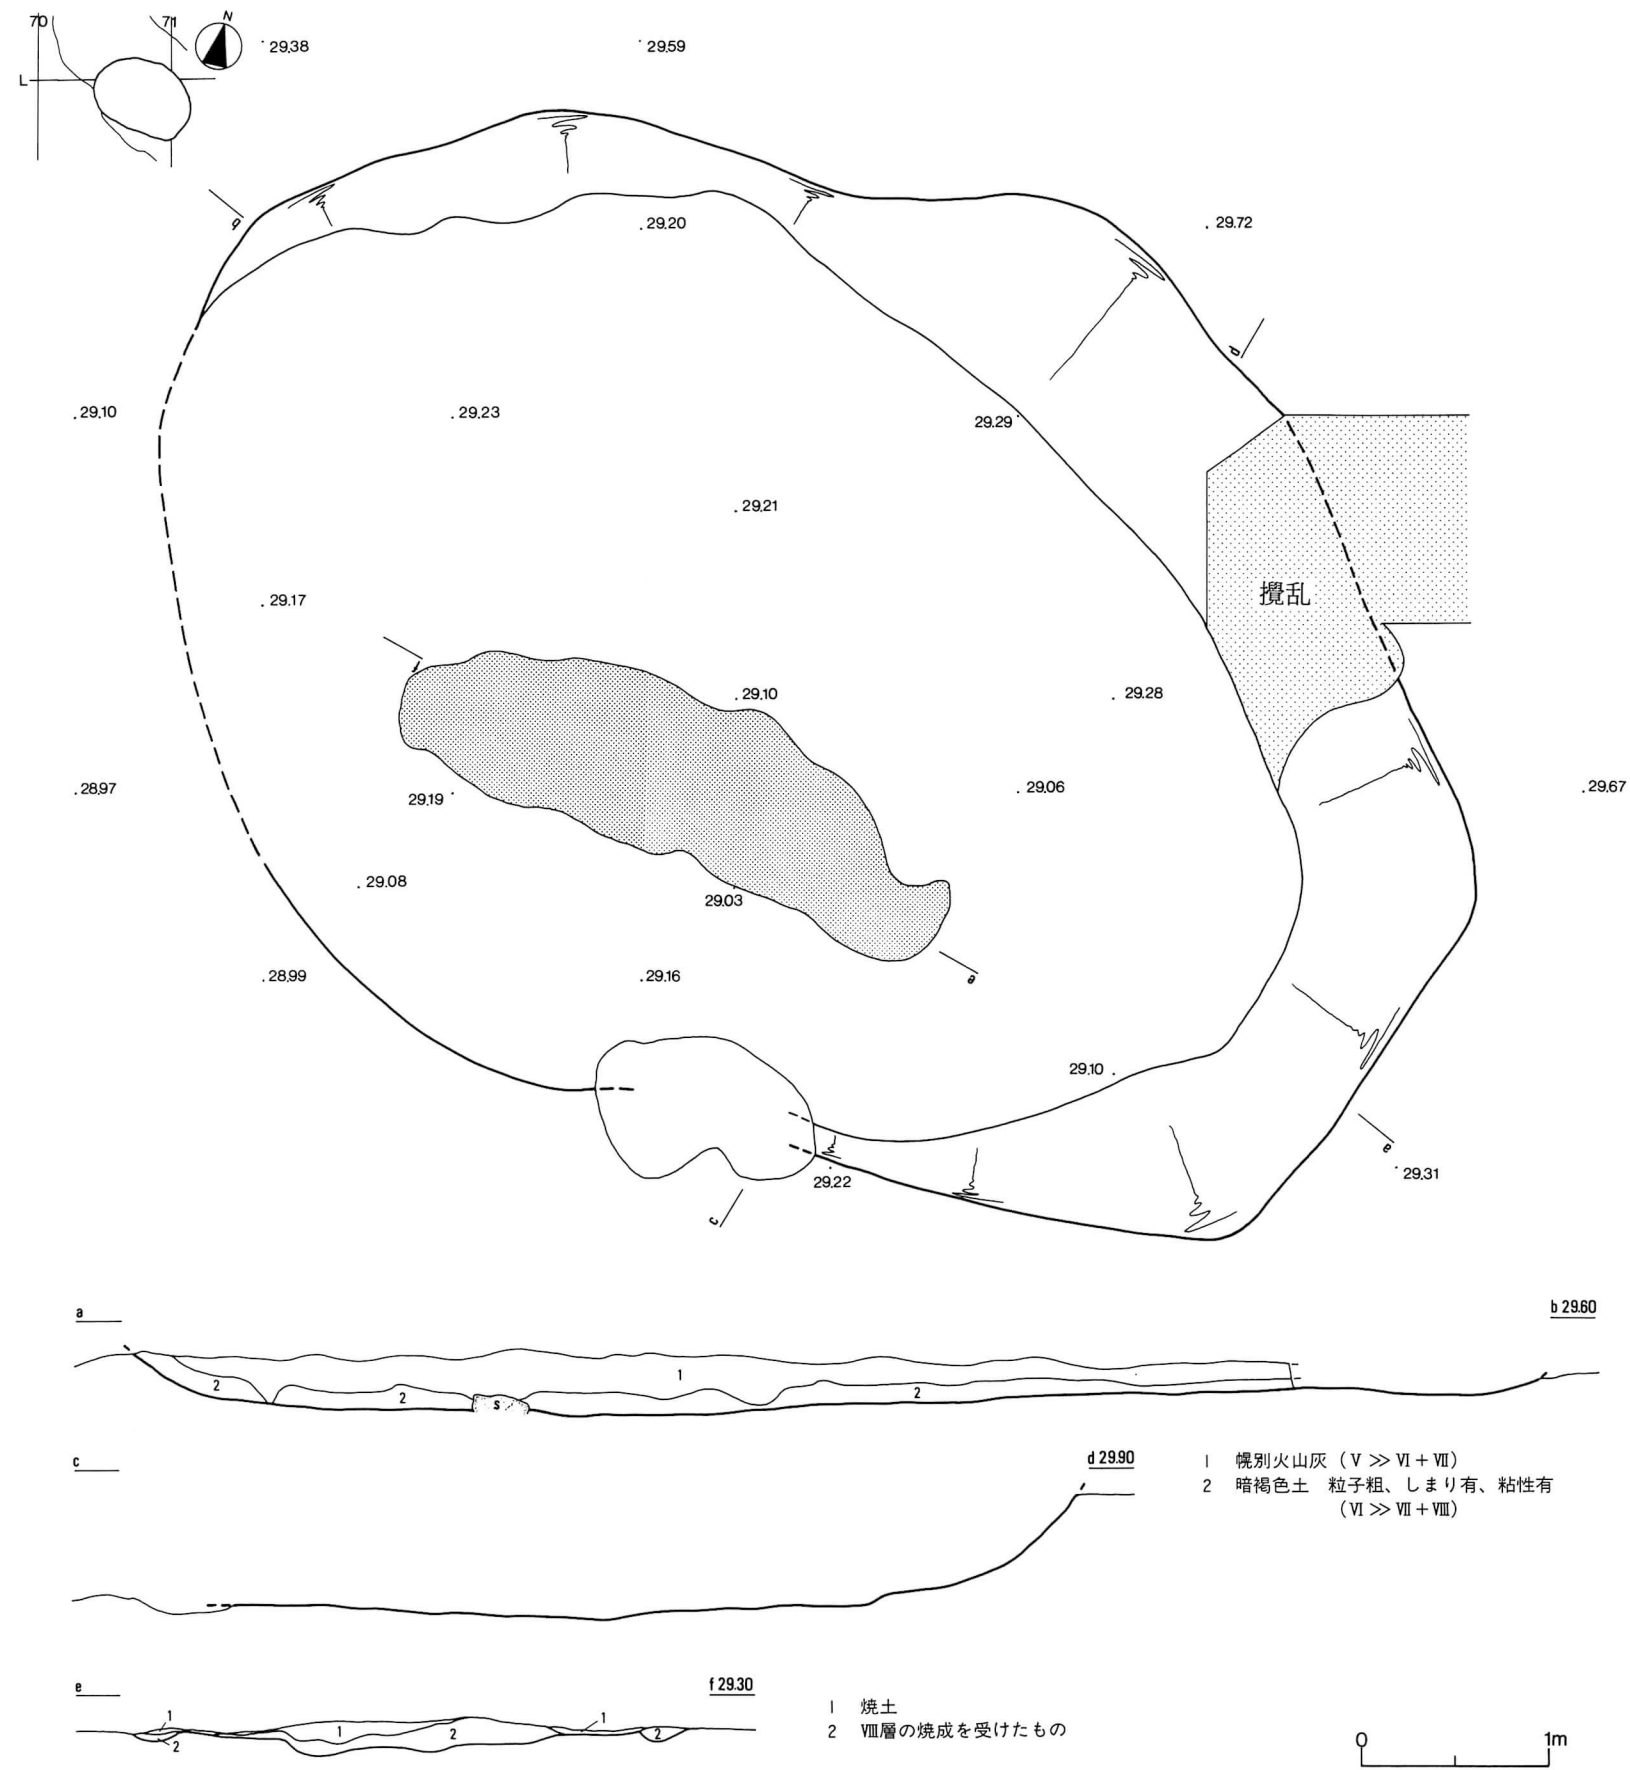 70
71
N
L
29.38
29.59
b
29.20
29.72
d
29.10
29.23
29.29
29.21
攪乱
29.17
f
29.10
29.28
28.97
29.19
29.06
29.67
29.08
29.03
28.99
29.16
e
29.10
a
29.31
29.22
c
a
b 29.60
2
2
S
1
2
c
d 29.90
1 幌別火山灰(Ⅴ≫Ⅵ+Ⅶ)
2 暗褐色土 粒子粗、しまり有、粘性有
(Ⅵ≫Ⅶ+Ⅷ)
e
f 29.30
1
2
1
2
1
2
1 焼土
2 Ⅷ層の焼成を受けたもの
0 1m